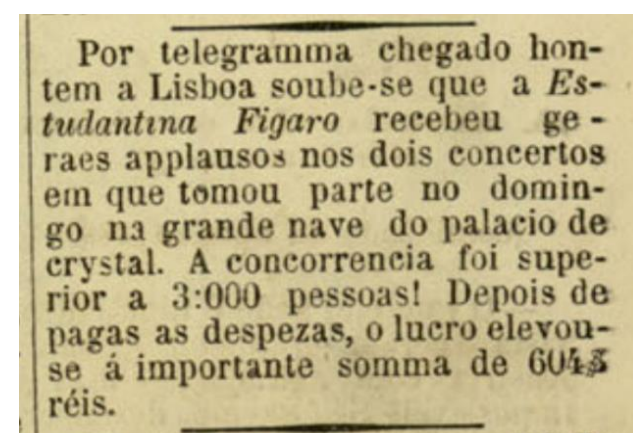 Por telegramma chegado hon-
tem a Lisboa soube-se que a Es-
tudantina Figaro recebeu ge-
raes applausos nos dois concertos
em que tomou parte no domin-
go na grande nave do palacio de
crystal. A concorrencia foi supe-
rior a 3:000 pessoas! Depois de
pagas as despezas, o lucro elevou-
se á importante somma de
réis.